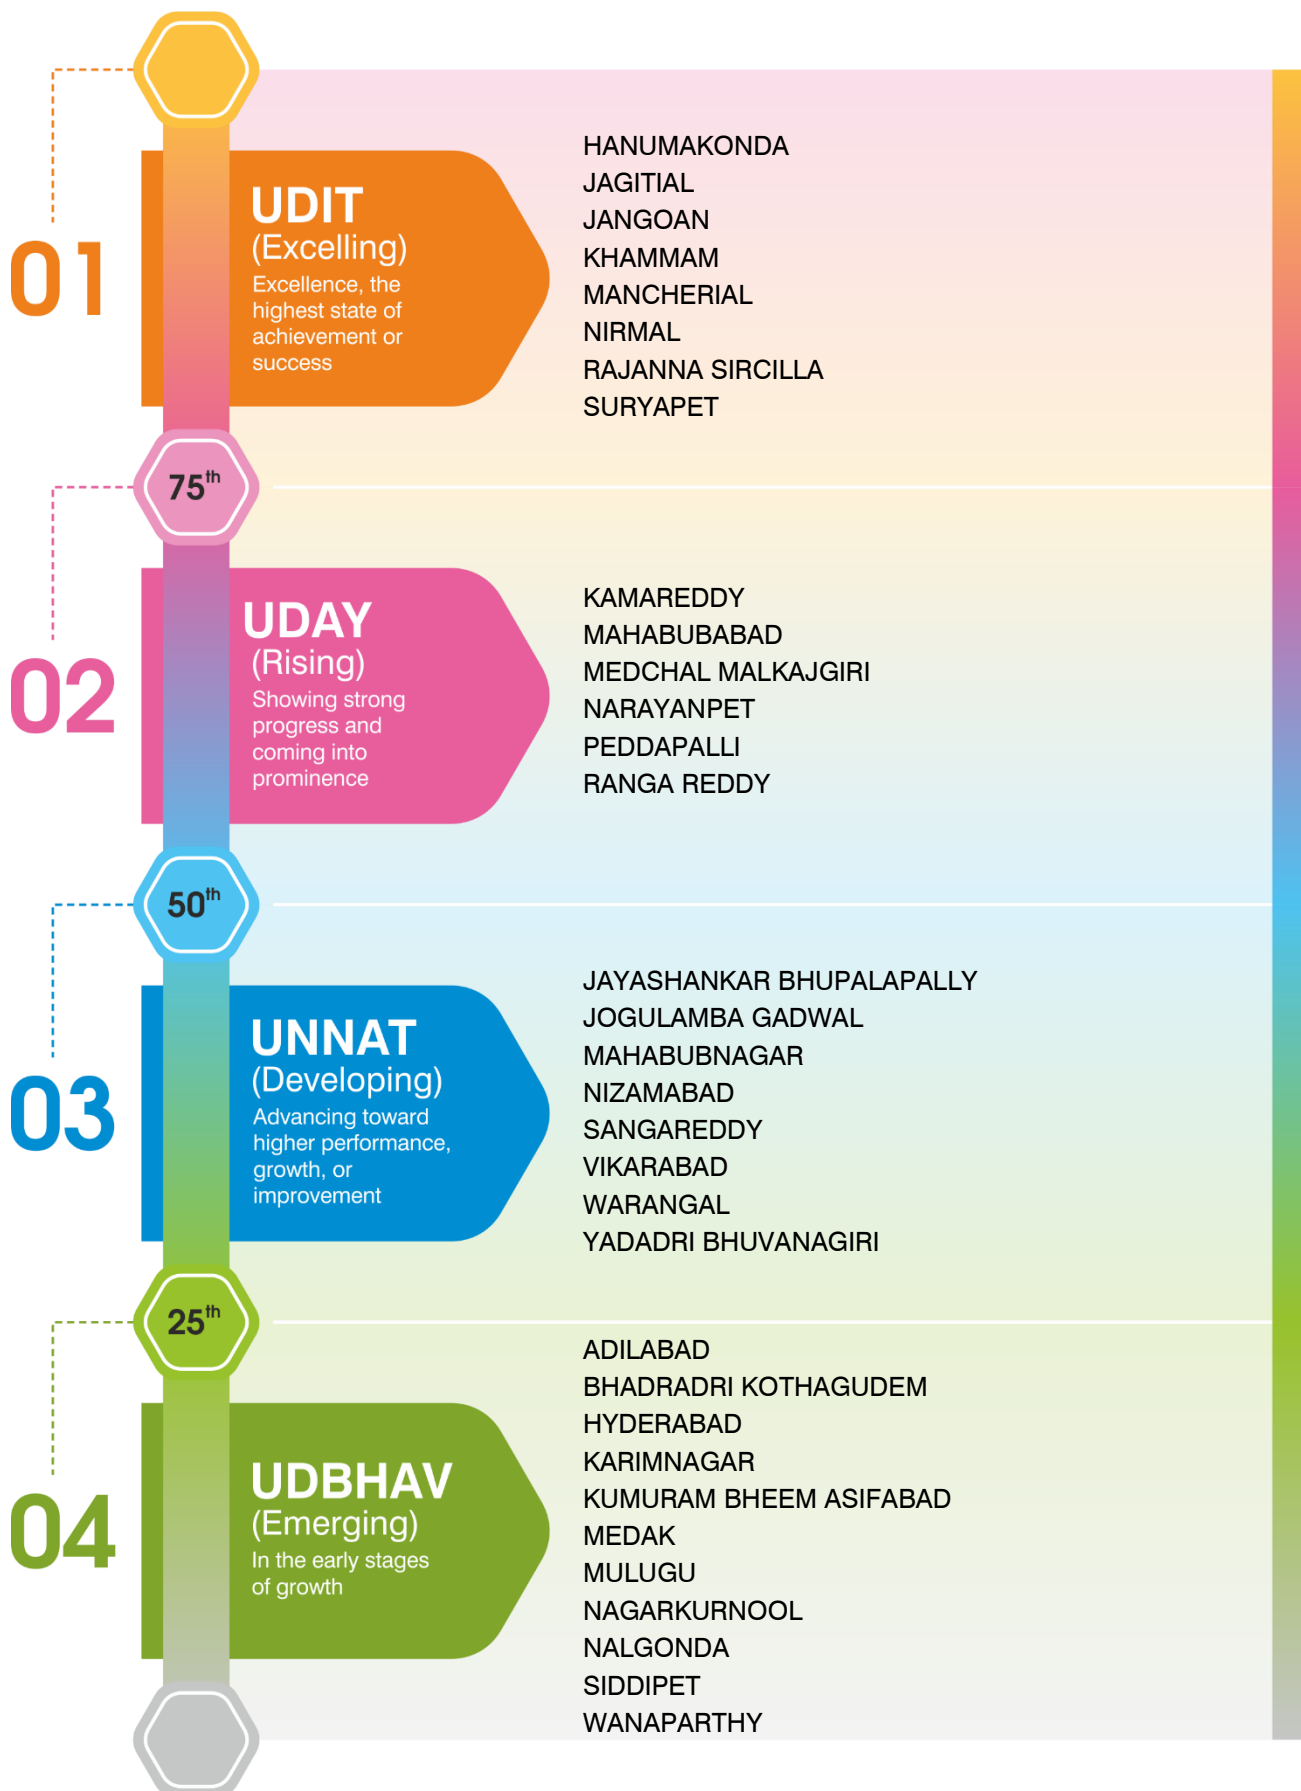 01
UDIT
(Excelling)
Excellence, the
highest state of
achievement or
success
HANUMAKONDA
JAGITIAL
JANGOAN
KHAMMAM
MANCHERIAL
NIRMAL
RAJANNA SIRCILLA
SURYAPET
75th
02
UDAY
(Rising)
Showing strong
progress and
coming into
prominence
KAMAREDDY
MAHABUBABAD
MEDCHAL MALKAJGIRI
NARAYANPET
PEDDAPALLI
RANGA REDDY
50th
03
UNNAT
(Developing)
Advancing toward
higher performance,
growth, or
improvement
JAYASHANKAR BHUPALAPALLY
JOGULAMBA GADWAL
MAHABUBNAGAR
NIZAMABAD
SANGAREDDY
VIKARABAD
WARANGAL
YADADRI BHUVANAGIRI
25th
04
UDBHAV
(Emerging)
In the early stages
of growth
ADILABAD
BHADRADRI KOTHAGUDEM
HYDERABAD
KARIMNAGAR
KUMURAM BHEEM ASIFABAD
MEDAK
MULUGU
NAGARKURNOOL
NALGONDA
SIDDIPET
WANAPARTHY